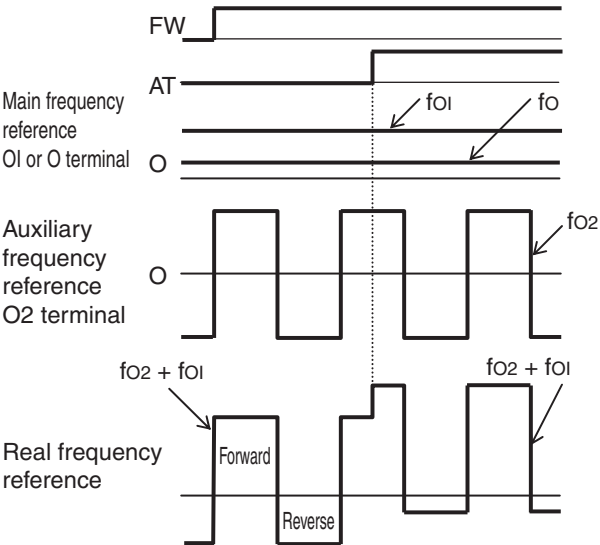 FW
AT
Main frequency
reference
OI or O terminal
O
fOI
fO
Auxiliary
frequency
reference
O2 terminal
O
fO2
fO2 + fOI
fO2 + fOI
Real frequency
reference
Forward
Reverse